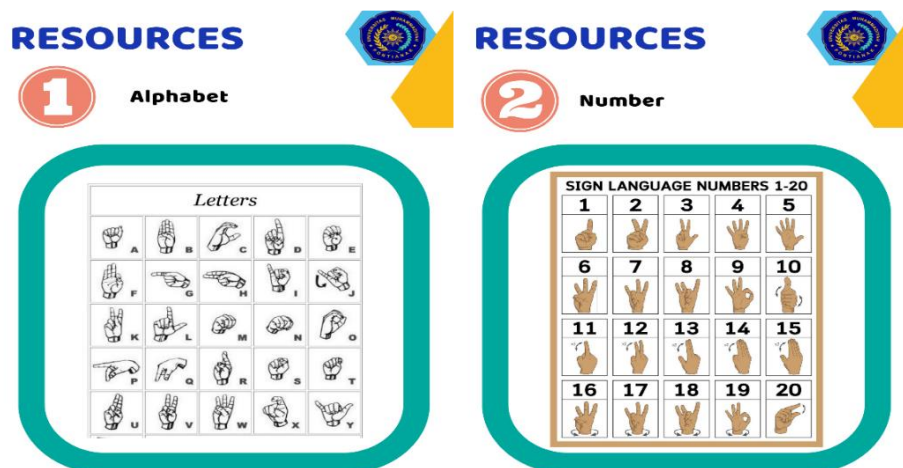 RESOURCES
1
Alphabet
Letters
A B C D E
F G H I J
K L M N O
P Q R S T
U V W X Y
RESOURCES
2
Number
SIGN LANGUAGE NUMBERS 1-20
1 2 3 4 5
6 7 8 9 10
11 12 13 14 15
16 17 18 19 20